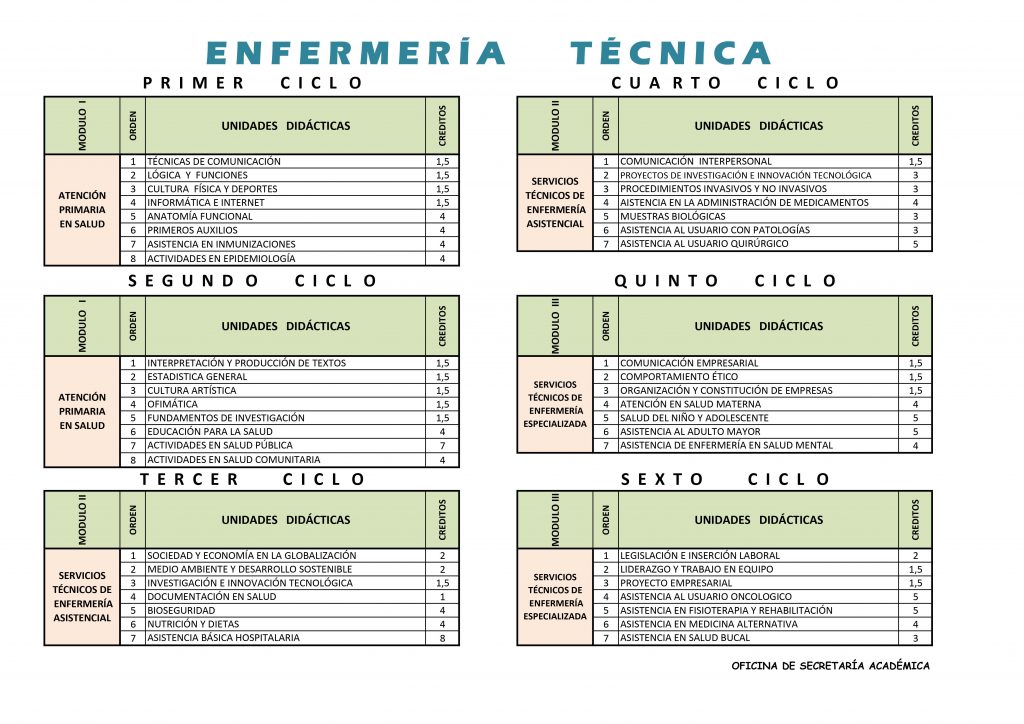 ENFERMERÍA TÉCNICA
PRIMER CICLO
MODULO I ORDEN UNIDADES DIDÁCTICAS CREDITOS
ATENCIÓN PRIMARIA EN SALUD
1 TÉCNICAS DE COMUNICACIÓN 1,5
2 LÓGICA Y FUNCIONES 1,5
3 CULTURA FÍSICA Y DEPORTES 1,5
4 INFORMÁTICA E INTERNET 1,5
5 ANATOMÍA FUNCIONAL 4
6 PRIMEROS AUXILIOS 4
7 ASISTENCIA EN INMUNIZACIONES 4
8 ACTIVIDADES EN EPIDEMIOLOGÍA 4
SEGUNDO CICLO
MODULO I ORDEN UNIDADES DIDÁCTICAS CREDITOS
ATENCIÓN PRIMARIA EN SALUD
1 INTERPRETACIÓN Y PRODUCCIÓN DE TEXTOS 1,5
2 ESTADISTICA GENERAL 1,5
3 CULTURA ARTÍSTICA 1,5
4 OFIMÁTICA 1,5
5 FUNDAMENTOS DE INVESTIGACIÓN 1,5
6 EDUCACIÓN PARA LA SALUD 4
7 ACTIVIDADES EN SALUD PÚBLICA 7
8 ACTIVIDADES EN SALUD COMUNITARIA 4
TERCER CICLO
MODULO II ORDEN UNIDADES DIDÁCTICAS CREDITOS
SERVICIOS TÉCNICOS DE ENFERMERÍA ASISTENCIAL
1 SOCIEDAD Y ECONOMÍA EN LA GLOBALIZACIÓN 2
2 MEDIO AMBIENTE Y DESARROLLO SOSTENIBLE 2
3 INVESTIGACIÓN E INNOVACIÓN TECNOLÓGICA 1,5
4 DOCUMENTACIÓN EN SALUD 1
5 BIOSEGURIDAD 4
6 NUTRICIÓN Y DIETAS 4
7 ASISTENCIA BÁSICA HOSPITALARIA 8
CUARTO CICLO
MODULO II ORDEN UNIDADES DIDÁCTICAS CREDITOS
SERVICIOS TÉCNICOS DE ENFERMERÍA ASISTENCIAL
1 COMUNICACIÓN INTERPERSONAL 1,5
2 PROYECTOS DE INVESTIGACIÓN E INNOVACIÓN TECNOLÓGICA 3
3 PROCEDIMIENTOS INVASIVOS Y NO INVASIVOS 3
4 AISTENCIA EN LA ADMINISTRACIÓN DE MEDICAMENTOS 4
5 MUESTRAS BIOLÓGICAS 3
6 ASISTENCIA AL USUARIO CON PATOLOGÍAS 3
7 ASISTENCIA AL USUARIO QUIRÚRGICO 5
QUINTO CICLO
MODULO III ORDEN UNIDADES DIDÁCTICAS CREDITOS
SERVICIOS TÉCNICOS DE ENFERMERÍA ESPECIALIZADA
1 COMUNICACIÓN EMPRESARIAL 1,5
2 COMPORTAMIENTO ÉTICO 1,5
3 ORGANIZACIÓN Y CONSTITUCIÓN DE EMPRESAS 1,5
4 ATENCIÓN EN SALUD MATERNA 4
5 SALUD DEL NIÑO Y ADOLESCENTE 5
6 ASISTENCIA AL ADULTO MAYOR 5
7 ASISTENCIA DE ENFERMERÍA EN SALUD MENTAL 4
SEXTO CICLO
MODULO III ORDEN UNIDADES DIDÁCTICAS CREDITOS
SERVICIOS TÉCNICOS DE ENFERMERÍA ESPECIALIZADA
1 LEGISLACIÓN E INSERCIÓN LABORAL 2
2 LIDERAZGO Y TRABAJO EN EQUIPO 1,5
3 PROYECTO EMPRESARIAL 1,5
4 ASISTENCIA AL USUARIO ONCOLOGICO 5
5 ASISTENCIA EN FISIOTERAPIA Y REHABILITACIÓN 5
6 ASISTENCIA EN MEDICINA ALTERNATIVA 4
7 ASISTENCIA EN SALUD BUCAL 3
OFICINA DE SECRETARÍA ACADÉMICA